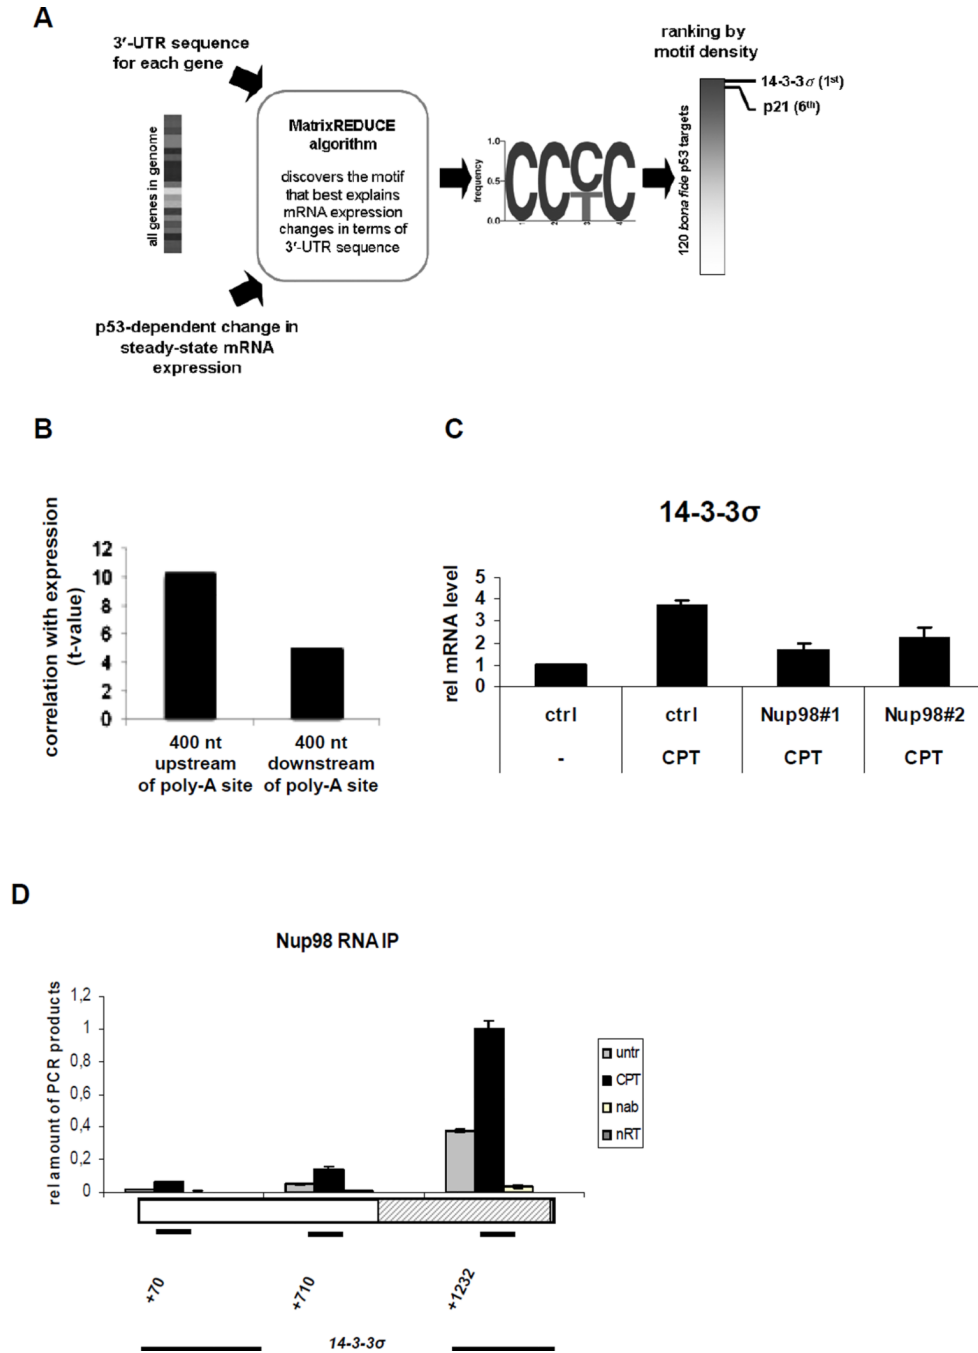 A
3′-UTR sequence
for each gene
all genes in genome
p53-dependent change in
steady-state mRNA
expression
MatrixREDUCE
algorithm
discovers the motif
that best explains
mRNA expression
changes in terms of
3′-UTR sequence
frequency
1.0
0.5
0.0
C C C T C
1 2 3 4
ranking by
motif density
120 bona fide p53 targets
14-3-3σ (1st)
p21 (6th)
B
correlation with expression
(t-value)
12
10
8
6
4
2
0
400 nt
upstream
of poly-A site
400 nt
downstream
of poly-A site
C
14-3-3σ
rel mRNA level
5
4
3
2
1
0
ctrl ctrl Nup98#1 Nup98#2
- CPT CPT CPT
D
Nup98 RNA IP
rel amount of PCR products
1,2
1
0,8
0,6
0,4
0,2
0
untr
CPT
nab
nRT
+70
+710
+1232
14-3-3σ